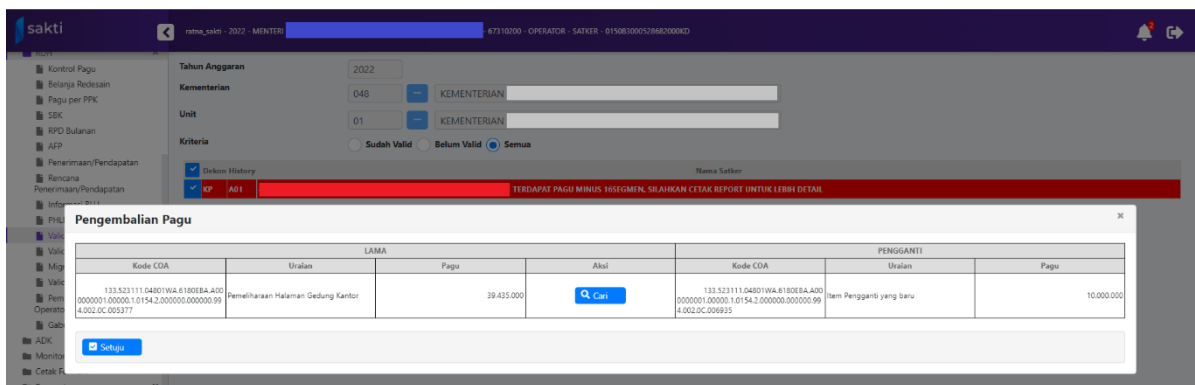 sakti
ratna_sakti - 2022 - MENTERI - 67310200 - OPERATOR - SATKER - 015083000528682000KD
2
Kontrol Pagu
Belanja Redesain
Pagu per PPK
SBK
RPD Bulanan
AFP
Penerimaan/Pendapatan
Rencana
Penerimaan/Pendapatan
ADK
Tahun Anggaran 2022
Kementerian 048 KEMENTERIAN
Unit 01 KEMENTERIAN
Kriteria Sudah Valid Belum Valid Semua
Dekon History Nama Satker
KP A01 TERDAPAT PAGU MINUS 16SEGMEN, SILAHKAN CETAK REPORT UNTUK LEBIH DETAIL
Pengembalian Pagu ×
LAMA PENGGANTI
Kode COA Uraian Pagu Aksi Kode COA Uraian Pagu
133.523111.04801WA.6180EBA.A00
0000001.00000.1.0154.2.000000.000000.99
4.002.0C.005377
Pemeliharaan Halaman Gedung Kantor
39.435.000
Cari
133.523111.04801WA.6180EBA.A00
0000001.00000.1.0154.2.000000.000000.99
4.002.0C.006935
Item Pengganti yang baru
10.000.000
Setuju